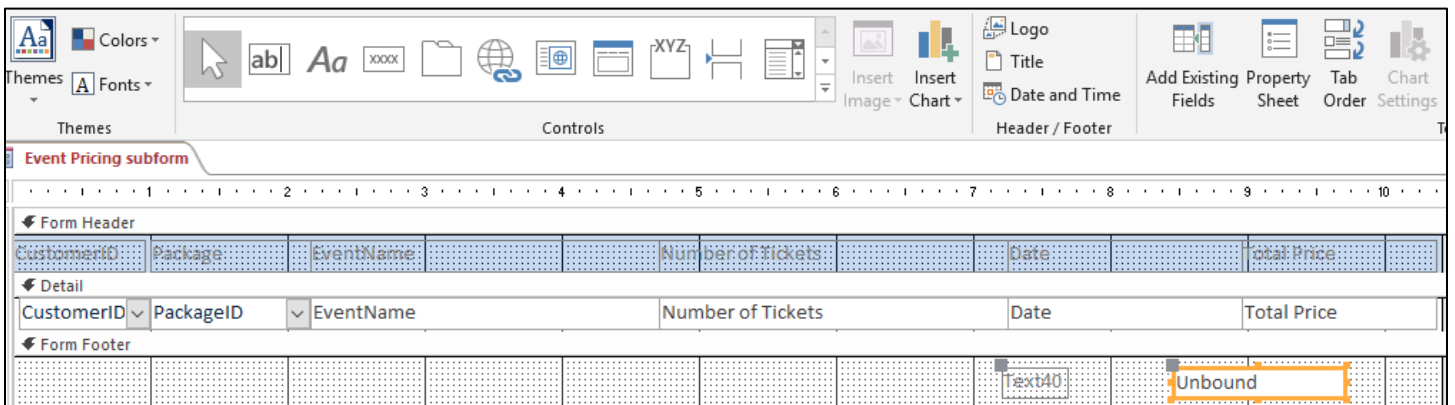 Aa
Colors
Themes
A Fonts
Themes
ab|
Aa
xxxx
XYZ
Controls
Insert Image
Insert Chart
Logo
Title
Date and Time
Header / Footer
Add Existing Fields
Property Sheet
Tab Order
Chart Settings
Event Pricing subform
1 2 3 4 5 6 7 8 9 10
Form Header
CustomerID Package EventName Number of Tickets Date Total Price
Detail
CustomerID PackageID EventName Number of Tickets Date Total Price
Form Footer
Text40 Unbound